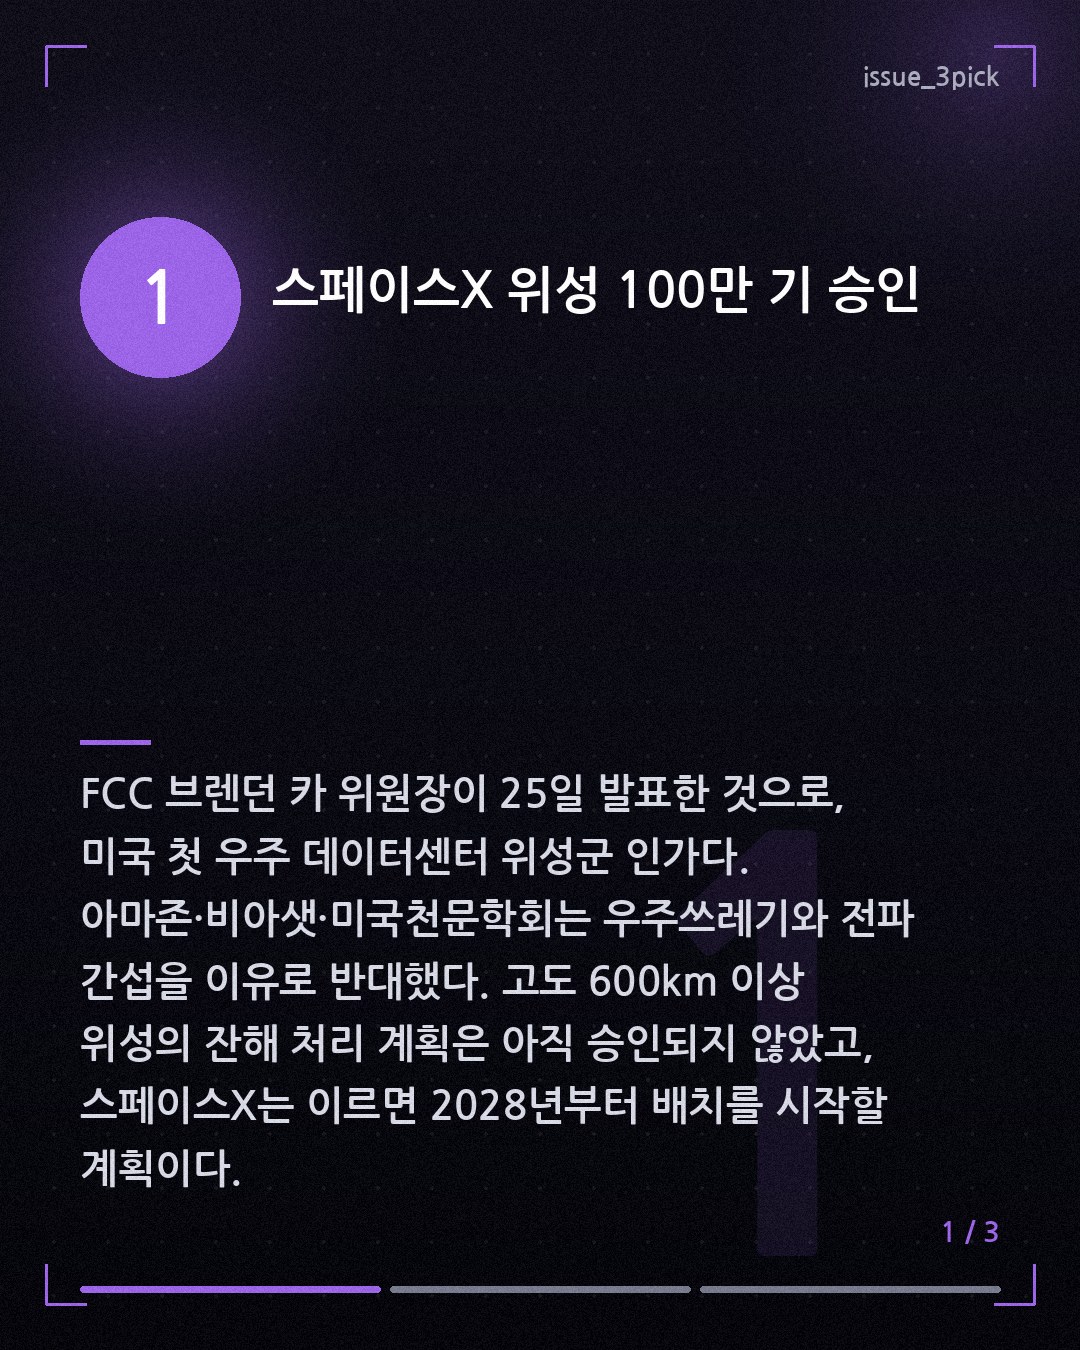 issue_3pick
1
스페이스X 위성 100만 기 승인
FCC 브렌던 카 위원장이 25일 발표한 것으로,
미국 첫 우주 데이터센터 위성군 인가다.
아마존·비아샛·미국천문학회는 우주쓰레기와 전파
간섭을 이유로 반대했다. 고도 600km 이상
위성의 잔해 처리 계획은 아직 승인되지 않았고,
스페이스X는 이르면 2028년부터 배치를 시작할
계획이다.
1
1 / 3